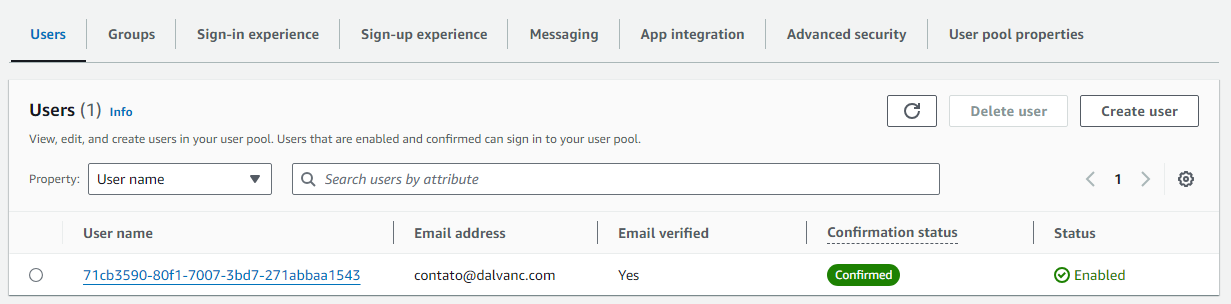 Users Groups Sign-in experience Sign-up experience Messaging App integration Advanced security User pool properties
Users (1) Info Delete user Create user
View, edit, and create users in your user pool. Users that are enabled and confirmed can sign in to your user pool.
Property: User name Search users by attribute 1
User name Email address Email verified Confirmation status Status
71cb3590-80f1-7007-3bd7-271abbaa1543 contato@dalvanc.com Yes Confirmed Enabled